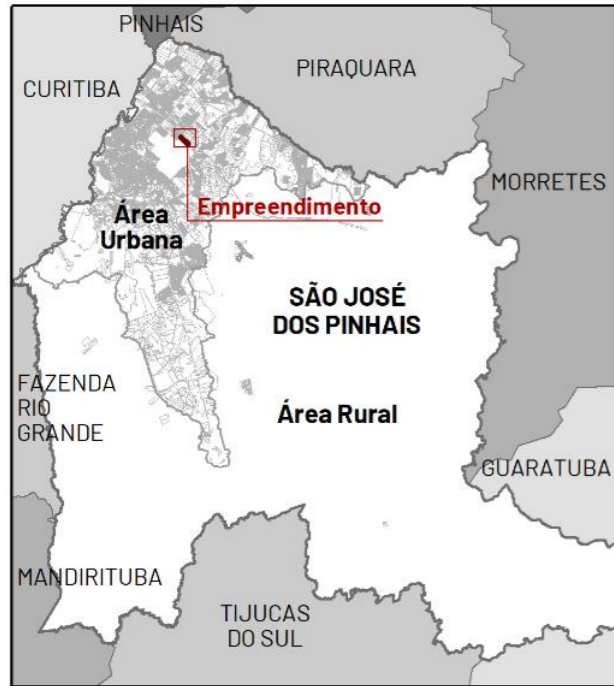 PINHAIS
CURITIBA
PIRAQUARA
MORRETES
Empreendimento
Área
Urbana
SÃO JOSÉ
DOS PINHAIS
FAZENDA
RIO
GRANDE
Área Rural
GUARATUBA
MANDIRITUBA
TIJUCAS
DO SUL